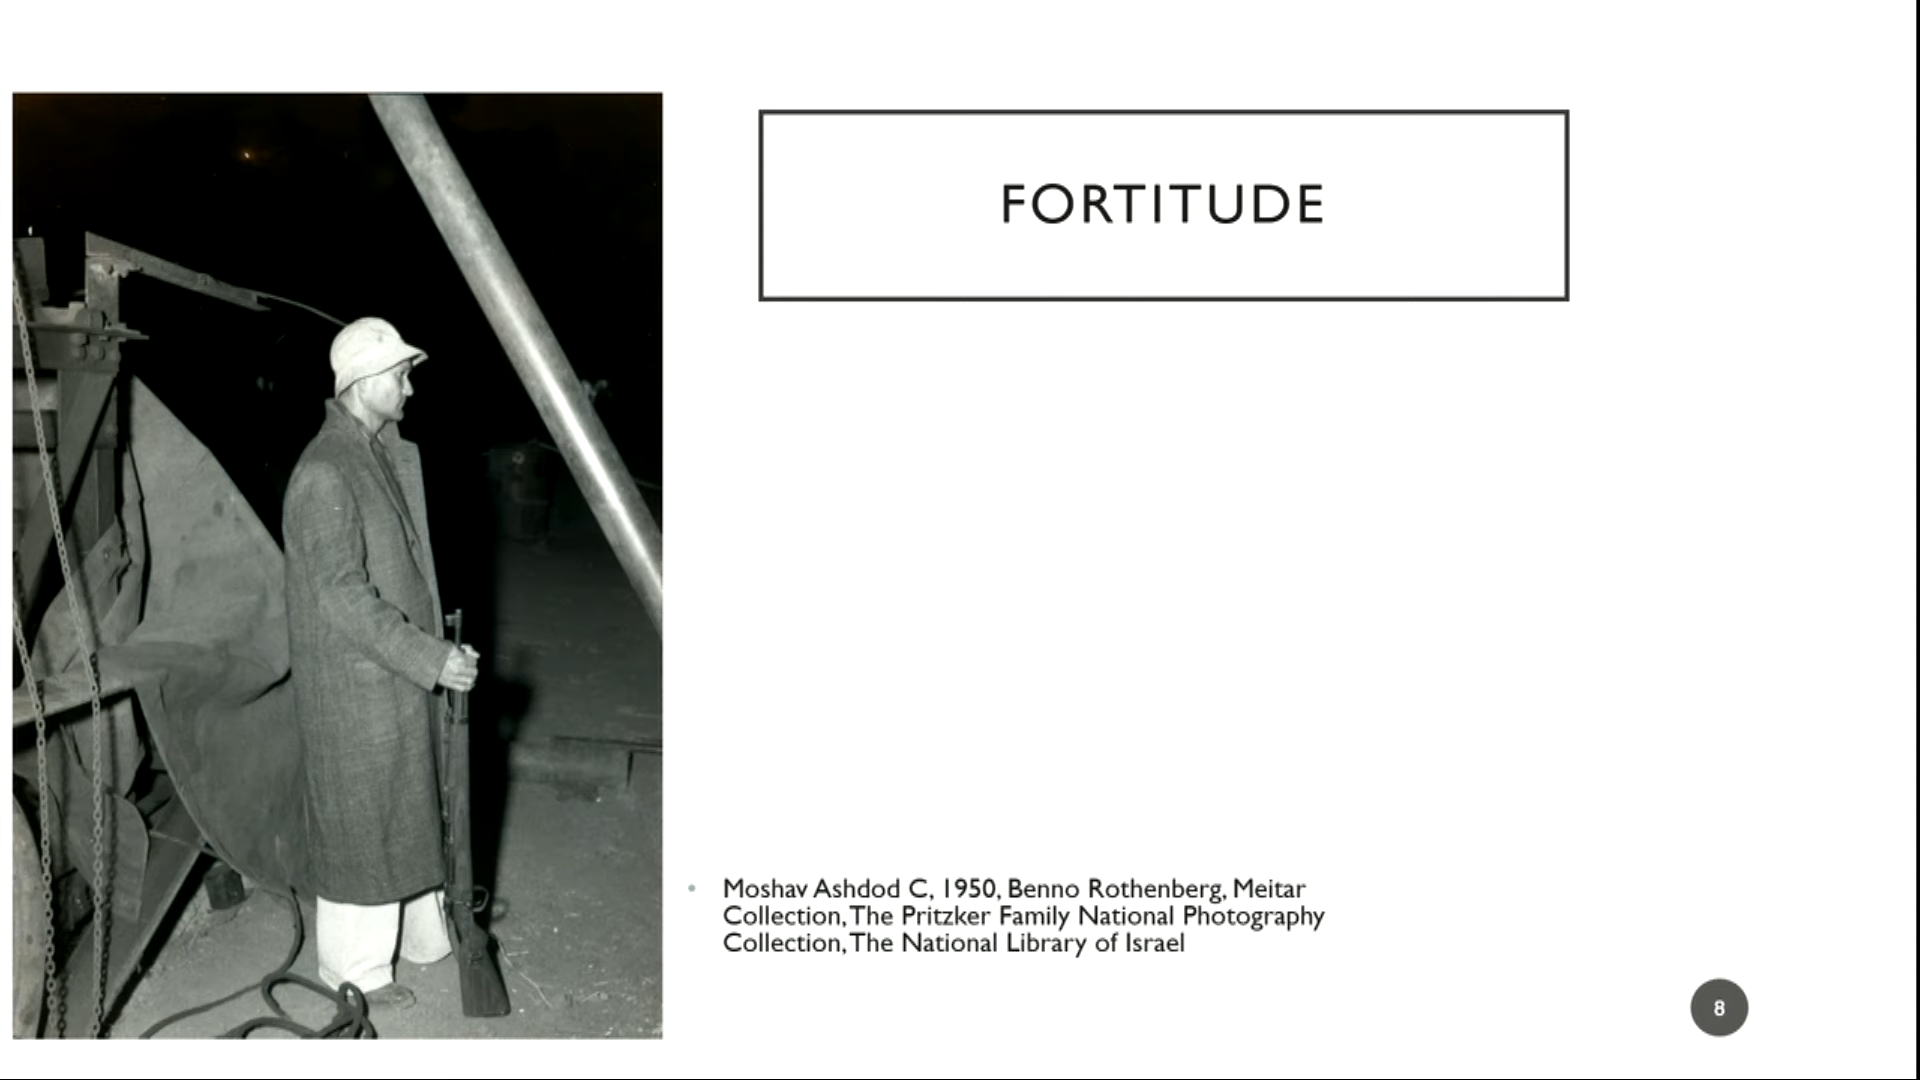 FORTITUDE
• Moshav Ashdod C, 1950, Benno Rothenberg, Meitar
Collection, The Pritzker Family National Photography
Collection, The National Library of Israel
8